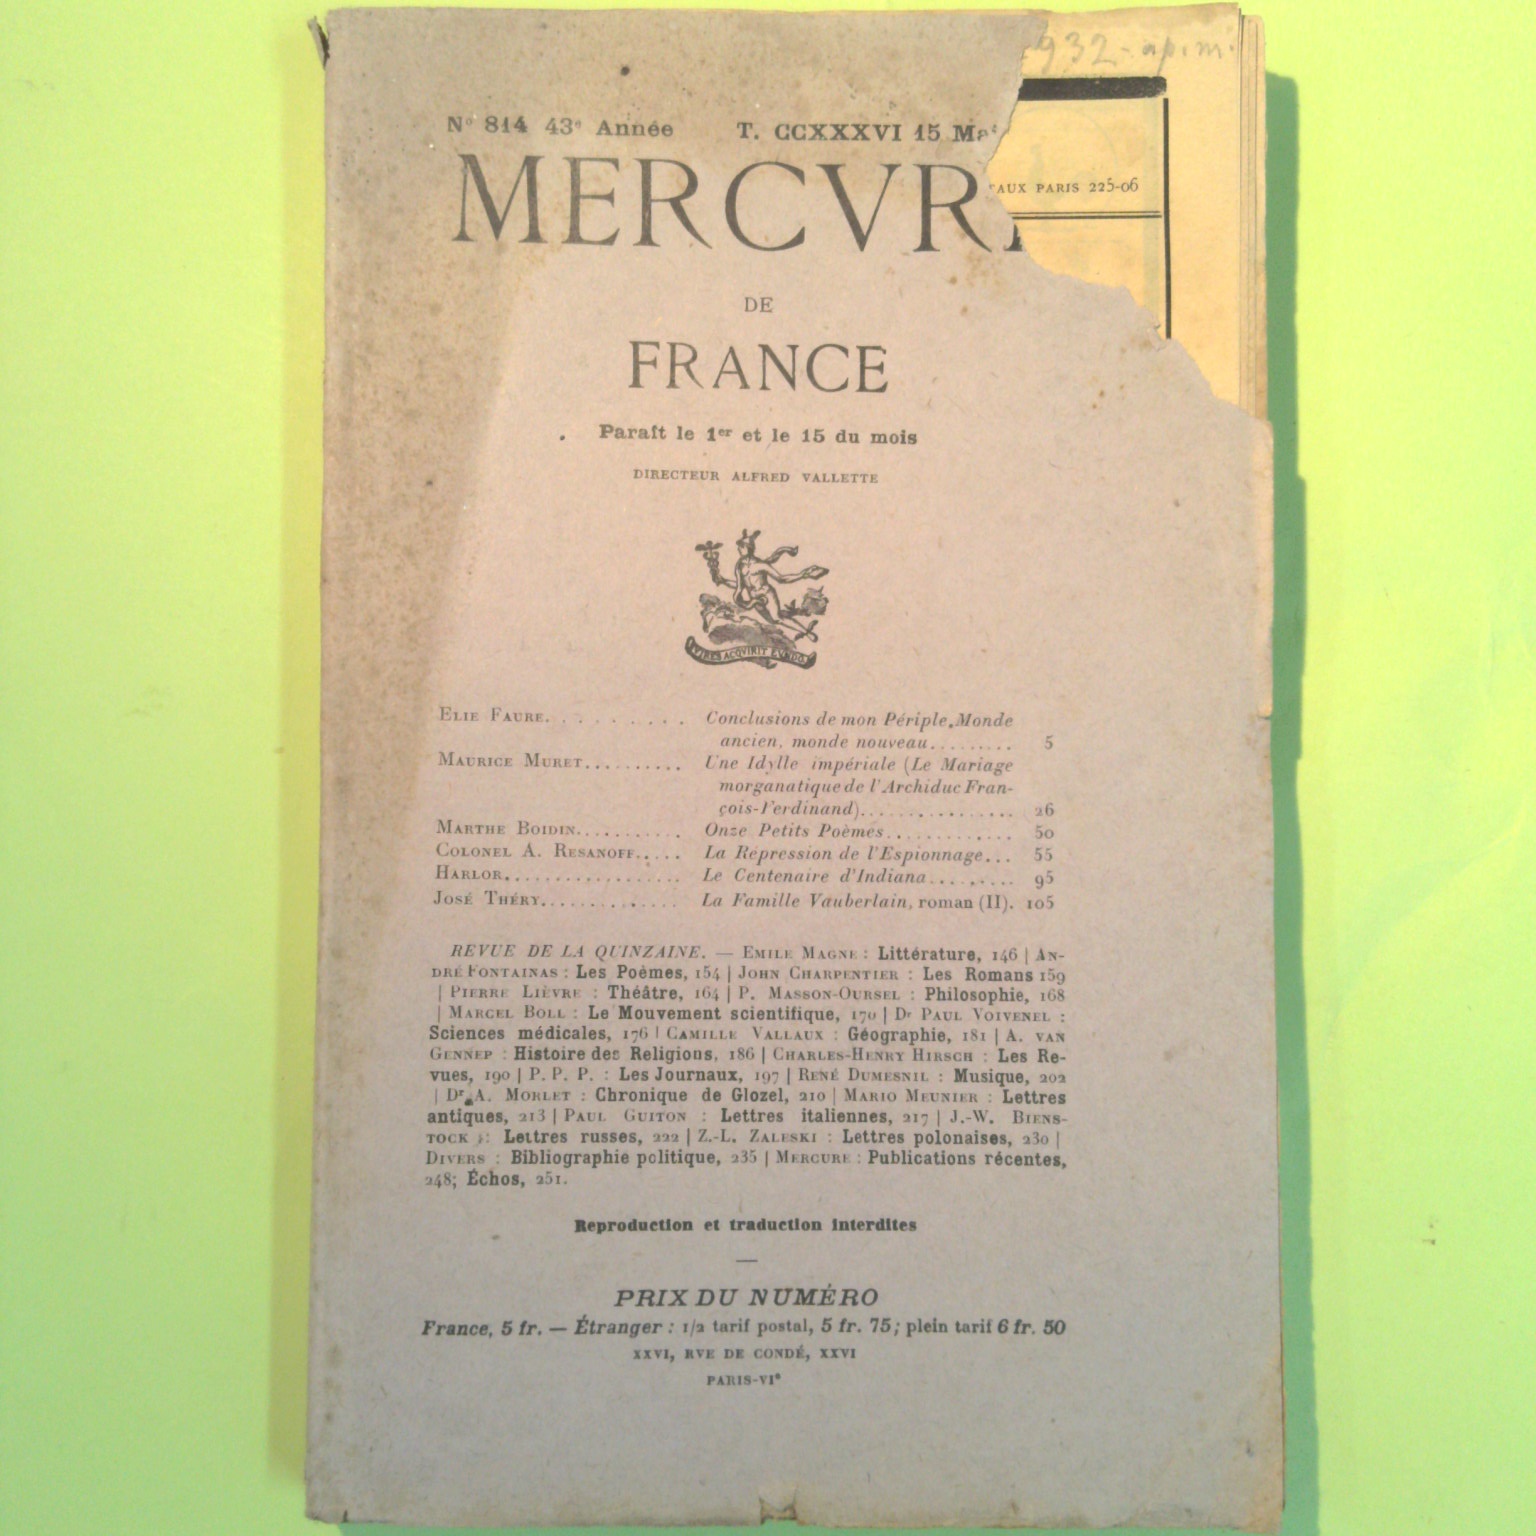 932-ap.m.
N° 814 43e Année T. CCXXXVI 15 Ma
AUX PARIS 225-06
MERCVR
DE
FRANCE
Paraît le 1er et le 15 du mois
DIRECTEUR ALFRED VALLETTE
VIRES ACQVIRIT EVNDO
ELIE FAURE.......... Conclusions de mon Périple. Monde
ancien, monde nouveau......... 5
MAURICE MURET.......... Une Idylle impériale (Le Mariage
morganatique de l'Archiduc Fran-
çois-Ferdinand)................ 26
MARTHE BOIDIN........... Onze Petits Poèmes............. 50
COLONEL A. RESANOFF..... La Répression de l'Espionnage... 55
HARLOR.................. Le Centenaire d'Indiana......... 95
JOSÉ THÉRY.............. La Famille Vauberlain, roman (II). 105
REVUE DE LA QUINZAINE. — EMILE MAGNE : Littérature, 146 | AN-
DRÉ FONTAINAS : Les Poèmes, 154 | JOHN CHARPENTIER : Les Romans 159
| PIERRE LIÈVRE : Théâtre, 164 | P. MASSON-OURSEL : Philosophie, 168
| MARCEL BOLL : Le Mouvement scientifique, 170 | Dr PAUL VOIVENEL :
Sciences médicales, 176 | CAMILLE VALLAUX : Géographie, 181 | A. VAN
GENNEP : Histoire des Religions, 186 | CHARLES-HENRY HIRSCH : Les Re-
vues, 190 | P. P. P. : Les Journaux, 197 | RENÉ DUMESNIL : Musique, 202
| Dr A. MORLET : Chronique de Glozel, 210 | MARIO MEUNIER : Lettres
antiques, 213 | PAUL GUITON : Lettres italiennes, 217 | J.-W. BIENS-
TOCK : Lettres russes, 222 | Z.-L. ZALESKI : Lettres polonaises, 230 |
DIVERS : Bibliographie politique, 235 | MERCURE : Publications récentes,
248; Échos, 251.
Reproduction et traduction interdites
PRIX DU NUMÉRO
France, 5 fr. — Étranger : 1/2 tarif postal, 5 fr. 75; plein tarif 6 fr. 50
XXVI, RVE DE CONDÉ, XXVI
PARIS-VIe